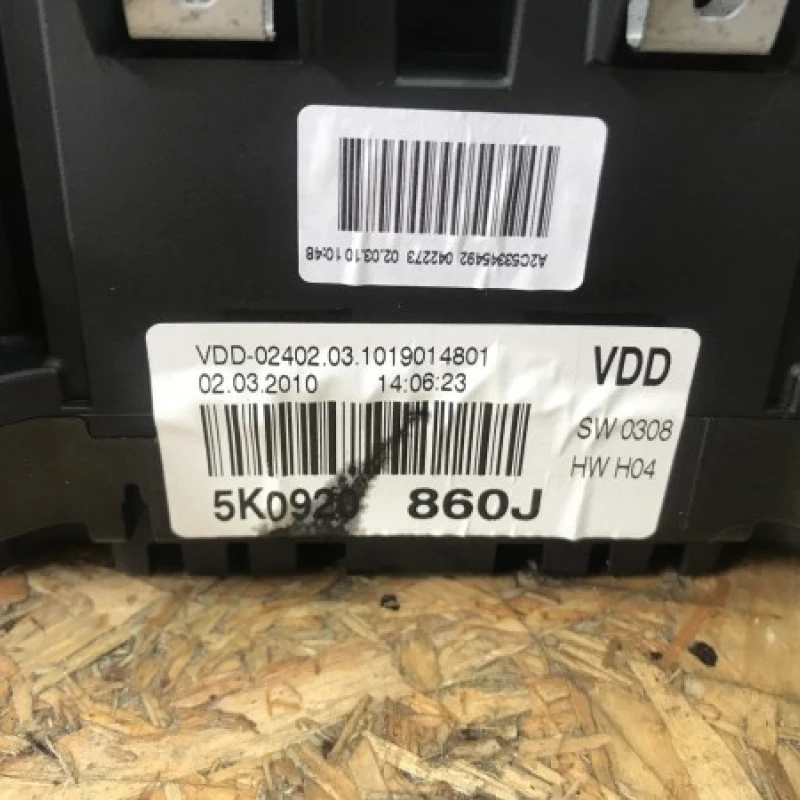 A2C53345492 042273 02.03.10 10:48
VDD-02402.03.1019014801
02.03.2010 14:06:23
VDD
SW 0308
HW H04
5K0920 860J